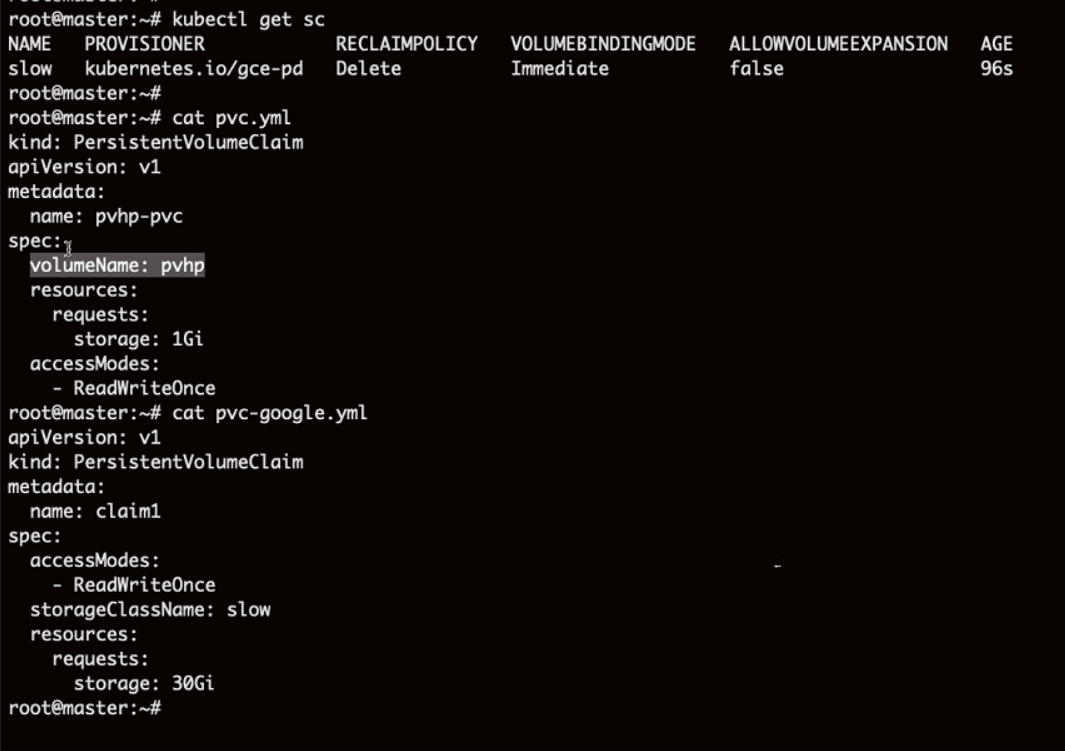 root@master:~# kubectl get sc
NAME   PROVISIONER            RECLAIMPOLICY   VOLUMEBINDINGMODE   ALLOWVOLUMEEXPANSION   AGE
slow   kubernetes.io/gce-pd   Delete          Immediate           false                  96s
root@master:~#
root@master:~# cat pvc.yml
kind: PersistentVolumeClaim
apiVersion: v1
metadata:
  name: pvhp-pvc
spec:
  volumeName: pvhp
  resources:
    requests:
      storage: 1Gi
  accessModes:
    - ReadWriteOnce
root@master:~# cat pvc-google.yml
apiVersion: v1
kind: PersistentVolumeClaim
metadata:
  name: claim1
spec:
  accessModes:
    - ReadWriteOnce
  storageClassName: slow
  resources:
    requests:
      storage: 30Gi
root@master:~#